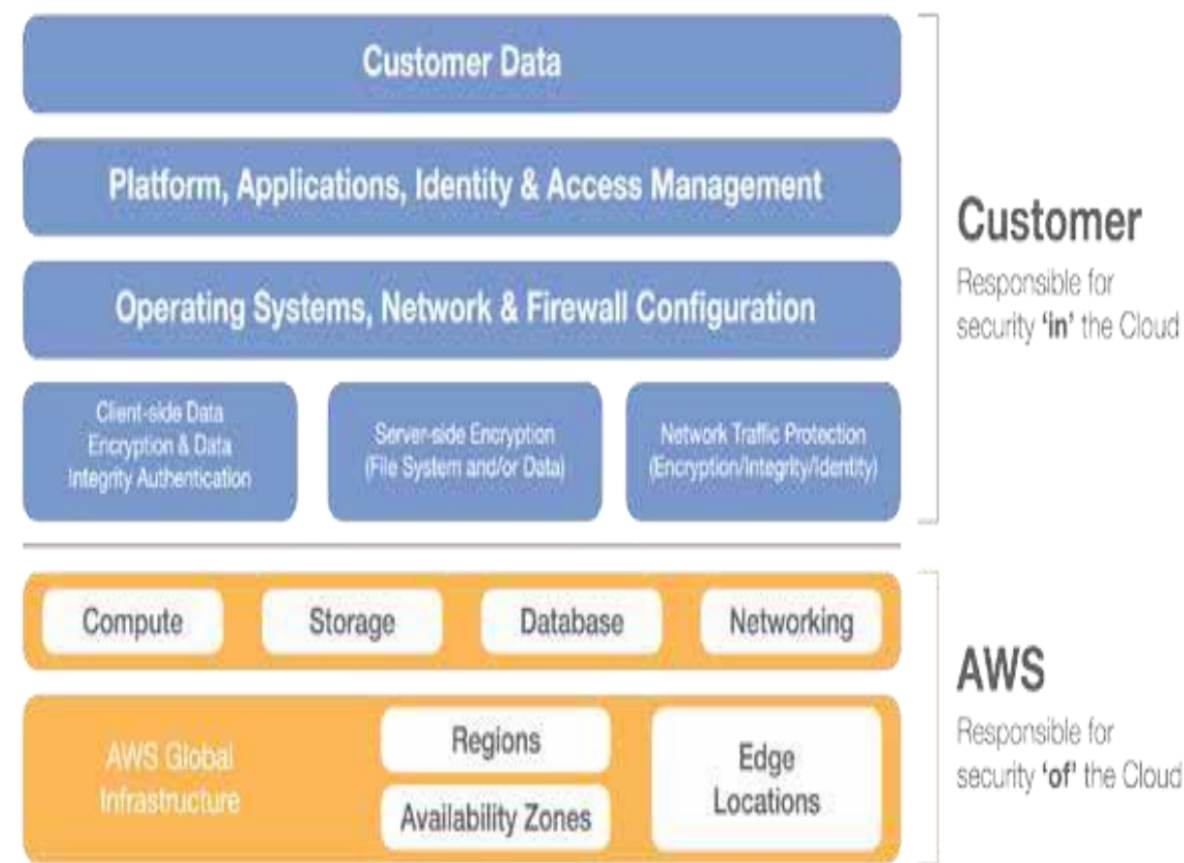 Customer Data
Platform, Applications, Identity & Access Management
Operating Systems, Network & Firewall Configuration
Client-side Data
Encryption & Data
Integrity Authentication
Server-side Encryption
(File System and/or Data)
Network Traffic Protection
(Encryption/Integrity/Identity)
Customer
Responsible for
security ‘in’ the Cloud
Compute
Storage
Database
Networking
AWS Global
Infrastructure
Regions
Availability Zones
Edge
Locations
AWS
Responsible for
security ‘of’ the Cloud